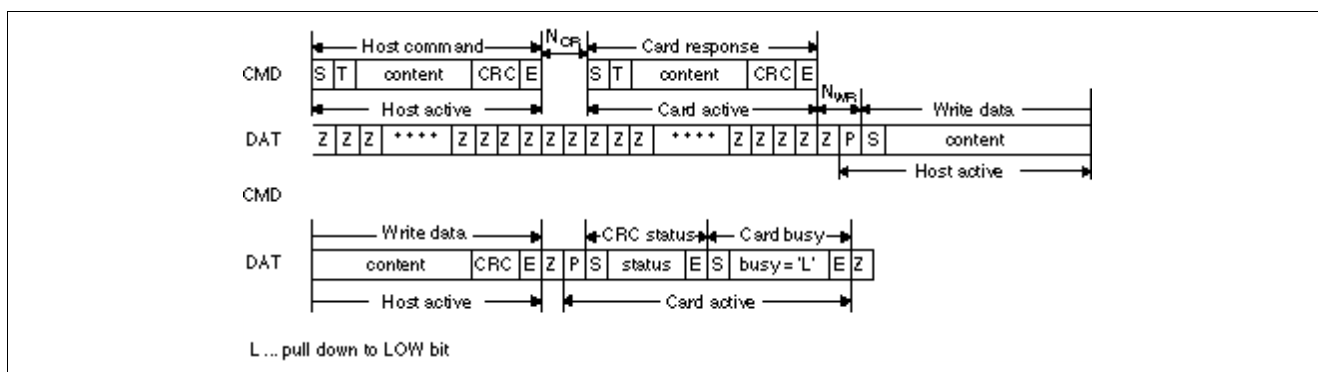 Host command N_CR Card response
CMD S T content CRC E S T content CRC E
Host active Card active N_WR Write data
DAT Z Z Z * * * * Z Z Z Z Z Z Z Z Z * * * * Z Z Z Z Z P S content
Host active
CMD
Write data CRC status Card busy
DAT content CRC E Z P S status E S busy = 'L' E Z
Host active Card active
L ... pull down to LOW bit